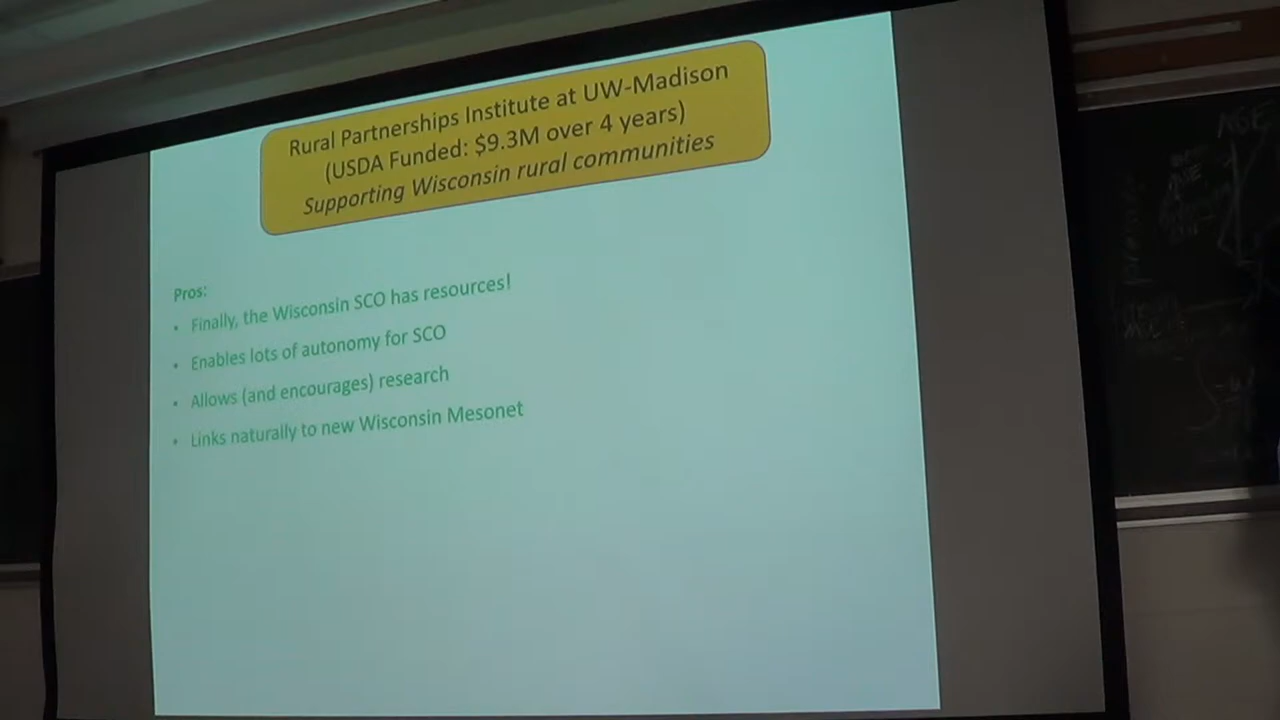 Rural Partnerships Institute at UW-Madison
(USDA Funded: $9.3M over 4 years)
Supporting Wisconsin rural communities
Pros:
• Finally, the Wisconsin SCO has resources!
• Enables lots of autonomy for SCO
• Allows (and encourages) research
• Links naturally to new Wisconsin Mesonet